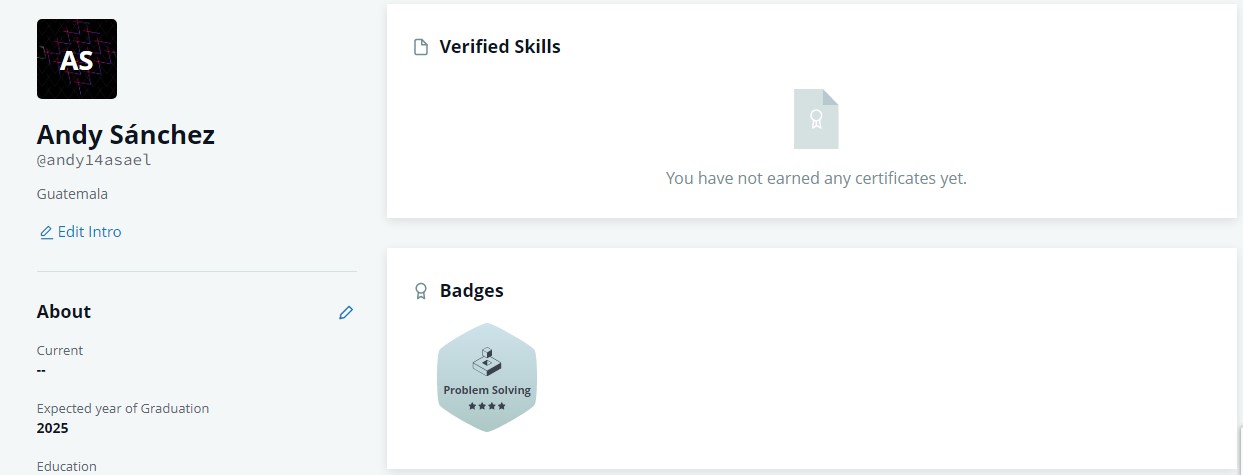 AS
Andy Sánchez
@andy14asael
Guatemala
Edit Intro
About
Current
--
Expected year of Graduation
2025
Education
Verified Skills
You have not earned any certificates yet.
Badges
Problem Solving